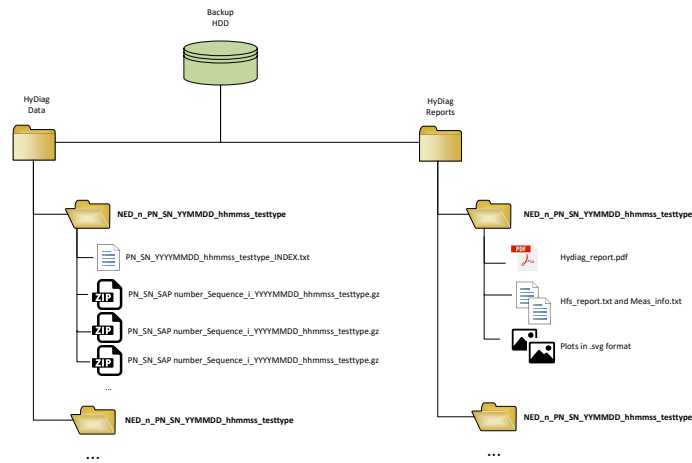 Backup
HDD
HyDiag
Data
HyDiag
Reports
NED_n_PN_SN_YYMMDD_hhmmss_testtype
PN_SN_YYYYMMDD_hhmmss_testtype_INDEX.txt
ZIP
PN_SN_SAP number_Sequence_i_YYYYMMDD_hhmmss_testtype.gz
ZIP
PN_SN_SAP number_Sequence_i_YYYYMMDD_hhmmss_testtype.gz
ZIP
PN_SN_SAP number_Sequence_i_YYYYMMDD_hhmmss_testtype.gz
...
NED_n_PN_SN_YYMMDD_hhmmss_testtype
...
NED_n_PN_SN_YYMMDD_hhmmss_testtype
PDF
Hydiag_report.pdf
Hfs_report.txt and Meas_info.txt
Plots in .svg format
NED_n_PN_SN_YYMMDD_hhmmss_testtype
...